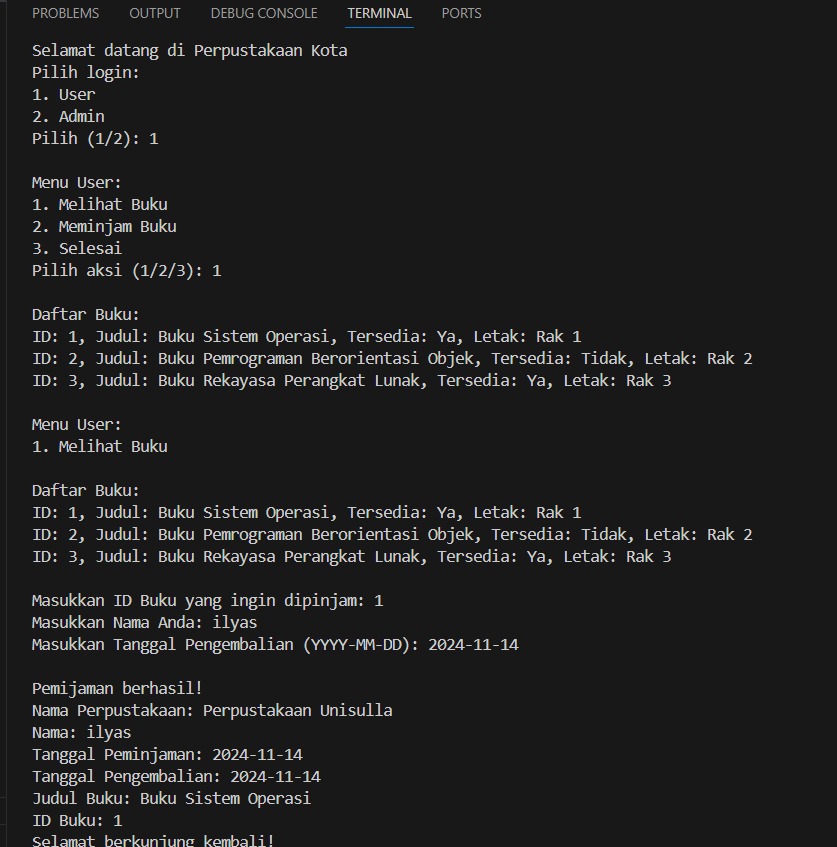 PROBLEMS OUTPUT DEBUG CONSOLE TERMINAL PORTS
Selamat datang di Perpustakaan Kota
Pilih login:
1. User
2. Admin
Pilih (1/2): 1
Menu User:
1. Melihat Buku
2. Meminjam Buku
3. Selesai
Pilih aksi (1/2/3): 1
Daftar Buku:
ID: 1, Judul: Buku Sistem Operasi, Tersedia: Ya, Letak: Rak 1
ID: 2, Judul: Buku Pemrograman Berorientasi Objek, Tersedia: Tidak, Letak: Rak 2
ID: 3, Judul: Buku Rekayasa Perangkat Lunak, Tersedia: Ya, Letak: Rak 3
Menu User:
1. Melihat Buku
Daftar Buku:
ID: 1, Judul: Buku Sistem Operasi, Tersedia: Ya, Letak: Rak 1
ID: 2, Judul: Buku Pemrograman Berorientasi Objek, Tersedia: Tidak, Letak: Rak 2
ID: 3, Judul: Buku Rekayasa Perangkat Lunak, Tersedia: Ya, Letak: Rak 3
Masukkan ID Buku yang ingin dipinjam: 1
Masukkan Nama Anda: ilyas
Masukkan Tanggal Pengembalian (YYYY-MM-DD): 2024-11-14
Pemijaman berhasil!
Nama Perpustakaan: Perpustakaan Unisulla
Nama: ilyas
Tanggal Peminjaman: 2024-11-14
Tanggal Pengembalian: 2024-11-14
Judul Buku: Buku Sistem Operasi
ID Buku: 1
Selamat berkunjung kembali!